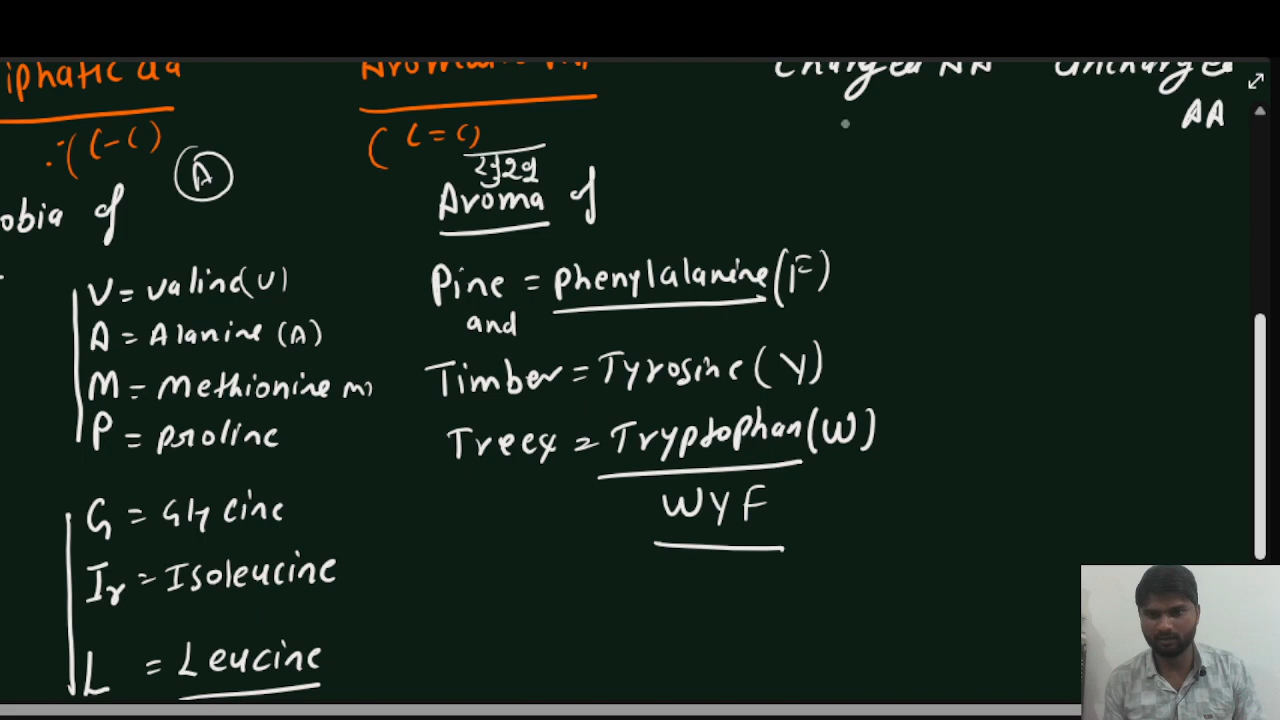 iphatic aa
∴(C-C)
A
obia of
V = valine(V)
A = Alanine (A)
M = Methionine m)
P = proline
G = Glycine
Ir = Isoleucine
L = Leucine
(C=C)
Aroma of
Pine = phenylalanine(F)
and
Timber = Tyrosine (Y)
Trees = Tryptophan(W)
WYF
Charged AA
Uncharged
AA